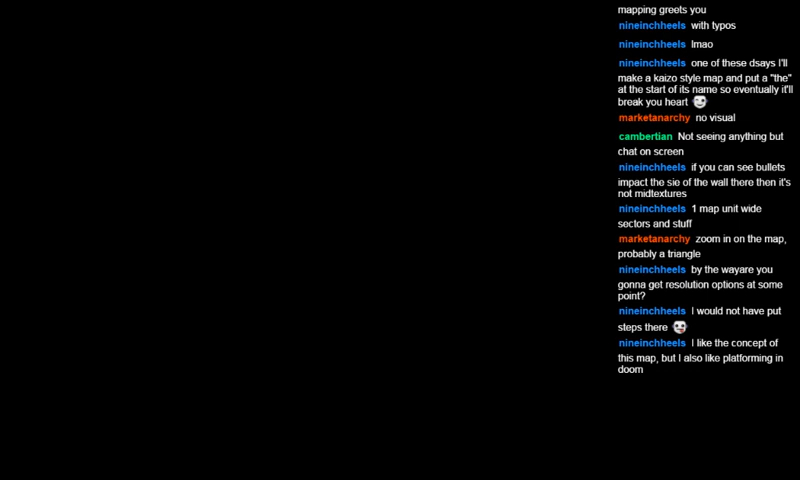 mapping greets you
nineinchheels with typos
nineinchheels lmao
nineinchheels one of these dsays I'll
make a kaizo style map and put a "the"
at the start of its name so eventually it'll
break you heart
marketanarchy no visual
cambertian Not seeing anything but
chat on screen
nineinchheels if you can see bullets
impact the sie of the wall there then it's
not midtextures
nineinchheels 1 map unit wide
sectors and stuff
marketanarchy zoom in on the map,
probably a triangle
nineinchheels by the wayare you
gonna get resolution options at some
point?
nineinchheels I would not have put
steps there
nineinchheels I like the concept of
this map, but I also like platforming in
doom